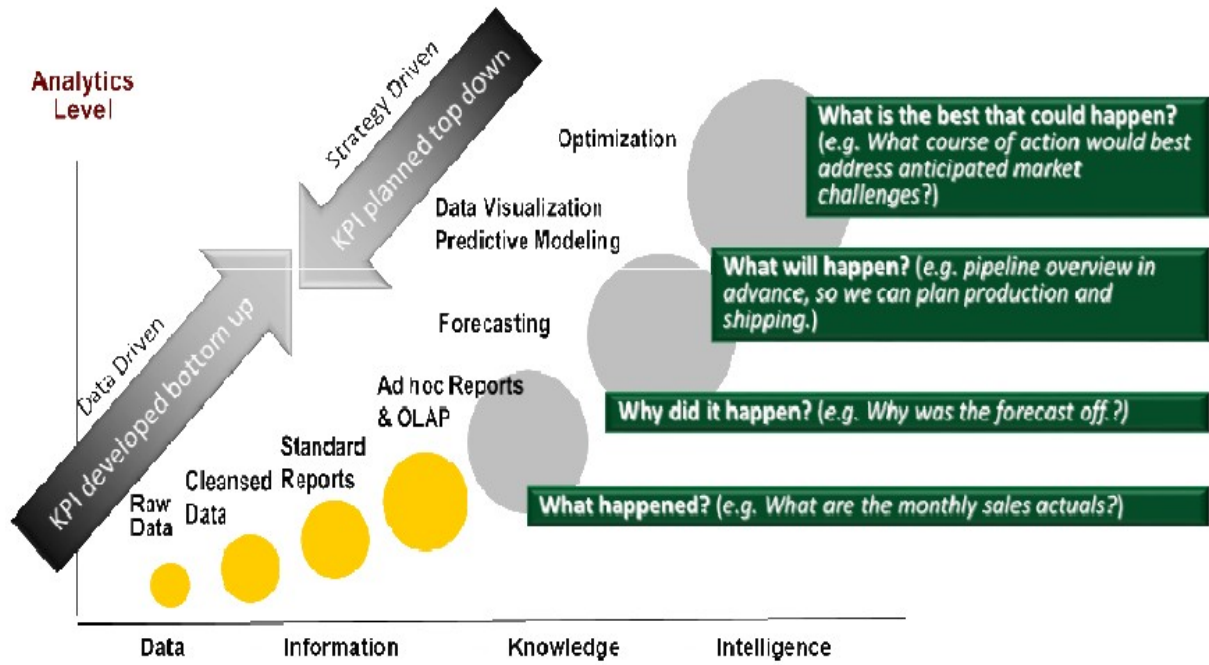 Analytics
Level
Strategy Driven
KPI planned top down
Data Driven
KPI developed bottom up
Optimization
What is the best that could happen?
(e.g. What course of action would best
address anticipated market
challenges?)
Data Visualization
Predictive Modeling
What will happen? (e.g. pipeline overview in
advance, so we can plan production and
shipping.)
Forecasting
Ad hoc Reports
& OLAP
Why did it happen? (e.g. Why was the forecast off.?)
Standard
Reports
Cleansed
Data
Raw
Data
What happened? (e.g. What are the monthly sales actuals?)
Data
Information
Knowledge
Intelligence